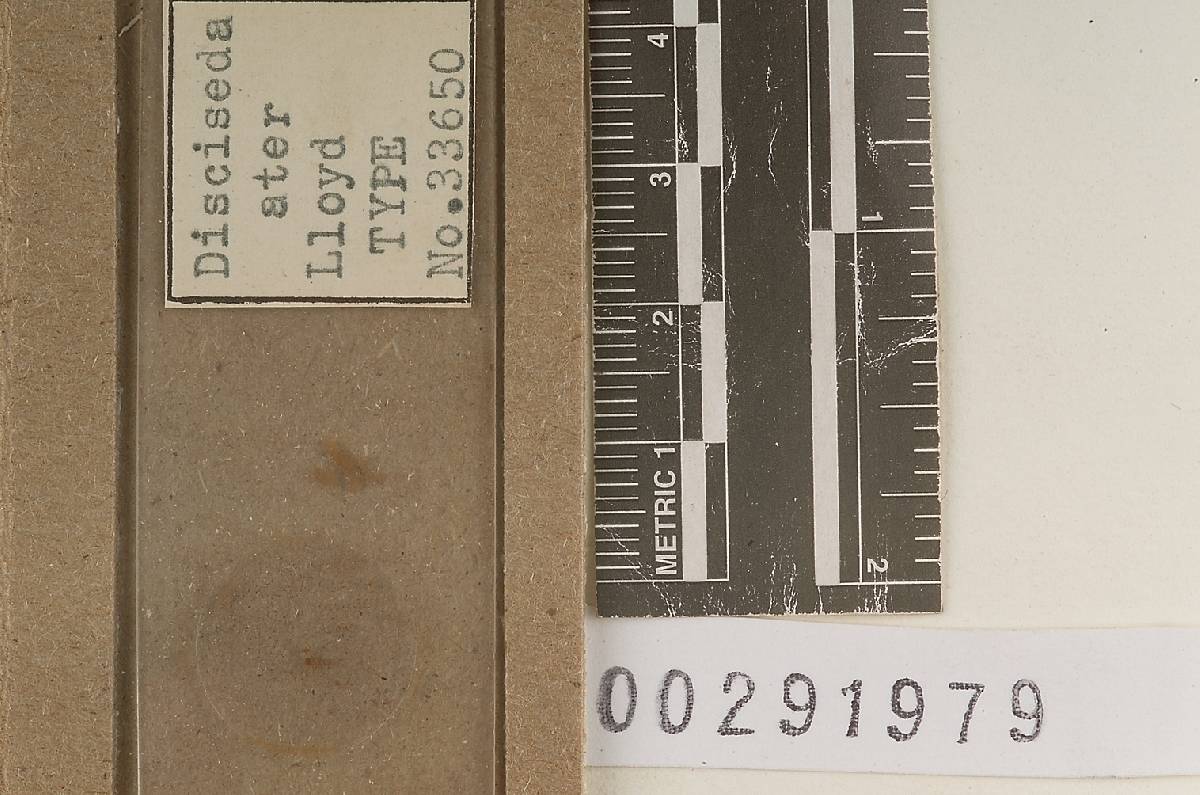 Disciseda
ater
Lloyd
TYPE
No.33650
4
3
2
METRIC 1
1
2
00291979